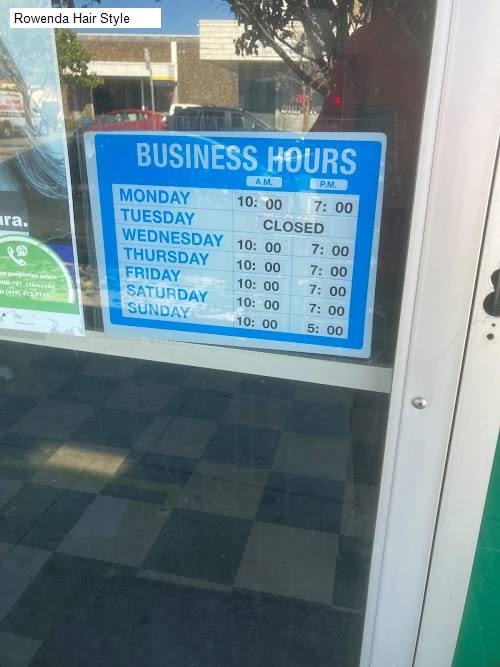 Rowenda Hair Style
BUSINESS HOURS
A.M. P.M.
MONDAY 10: 00 7: 00
TUESDAY CLOSED
WEDNESDAY 10: 00 7: 00
THURSDAY 10: 00 7: 00
FRIDAY 10: 00 7: 00
SATURDAY 10: 00 7: 00
SUNDAY 10: 00 5: 00
ura.
preguntas sobre